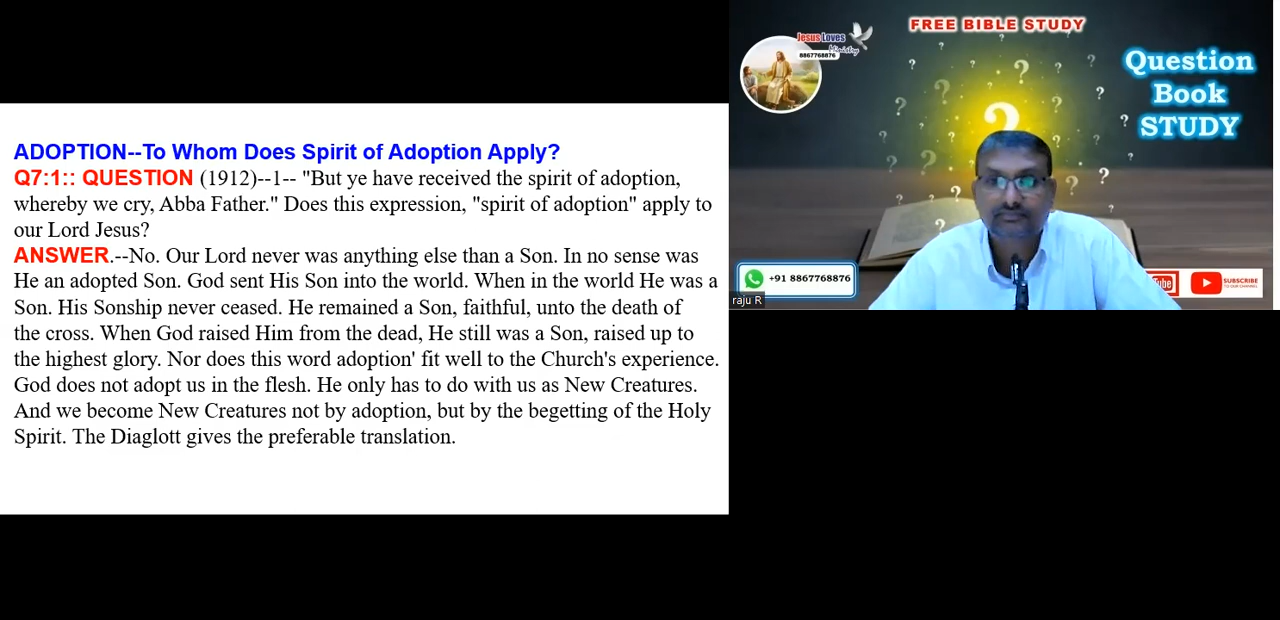 ADOPTION--To Whom Does Spirit of Adoption Apply?
Q7:1:: QUESTION (1912)--1-- "But ye have received the spirit of adoption,
whereby we cry, Abba Father." Does this expression, "spirit of adoption" apply to
our Lord Jesus?
ANSWER.--No. Our Lord never was anything else than a Son. In no sense was
He an adopted Son. God sent His Son into the world. When in the world He was a
Son. His Sonship never ceased. He remained a Son, faithful, unto the death of
the cross. When God raised Him from the dead, He still was a Son, raised up to
the highest glory. Nor does this word adoption' fit well to the Church's experience.
God does not adopt us in the flesh. He only has to do with us as New Creatures.
And we become New Creatures not by adoption, but by the begetting of the Holy
Spirit. The Diaglott gives the preferable translation.
FREE BIBLE STUDY
Jesus Loves
Ministry
8867768876
Question
Book
STUDY
+91 8867768876
raju R
Tube
SUBSCRIBE
TO OUR CHANNEL